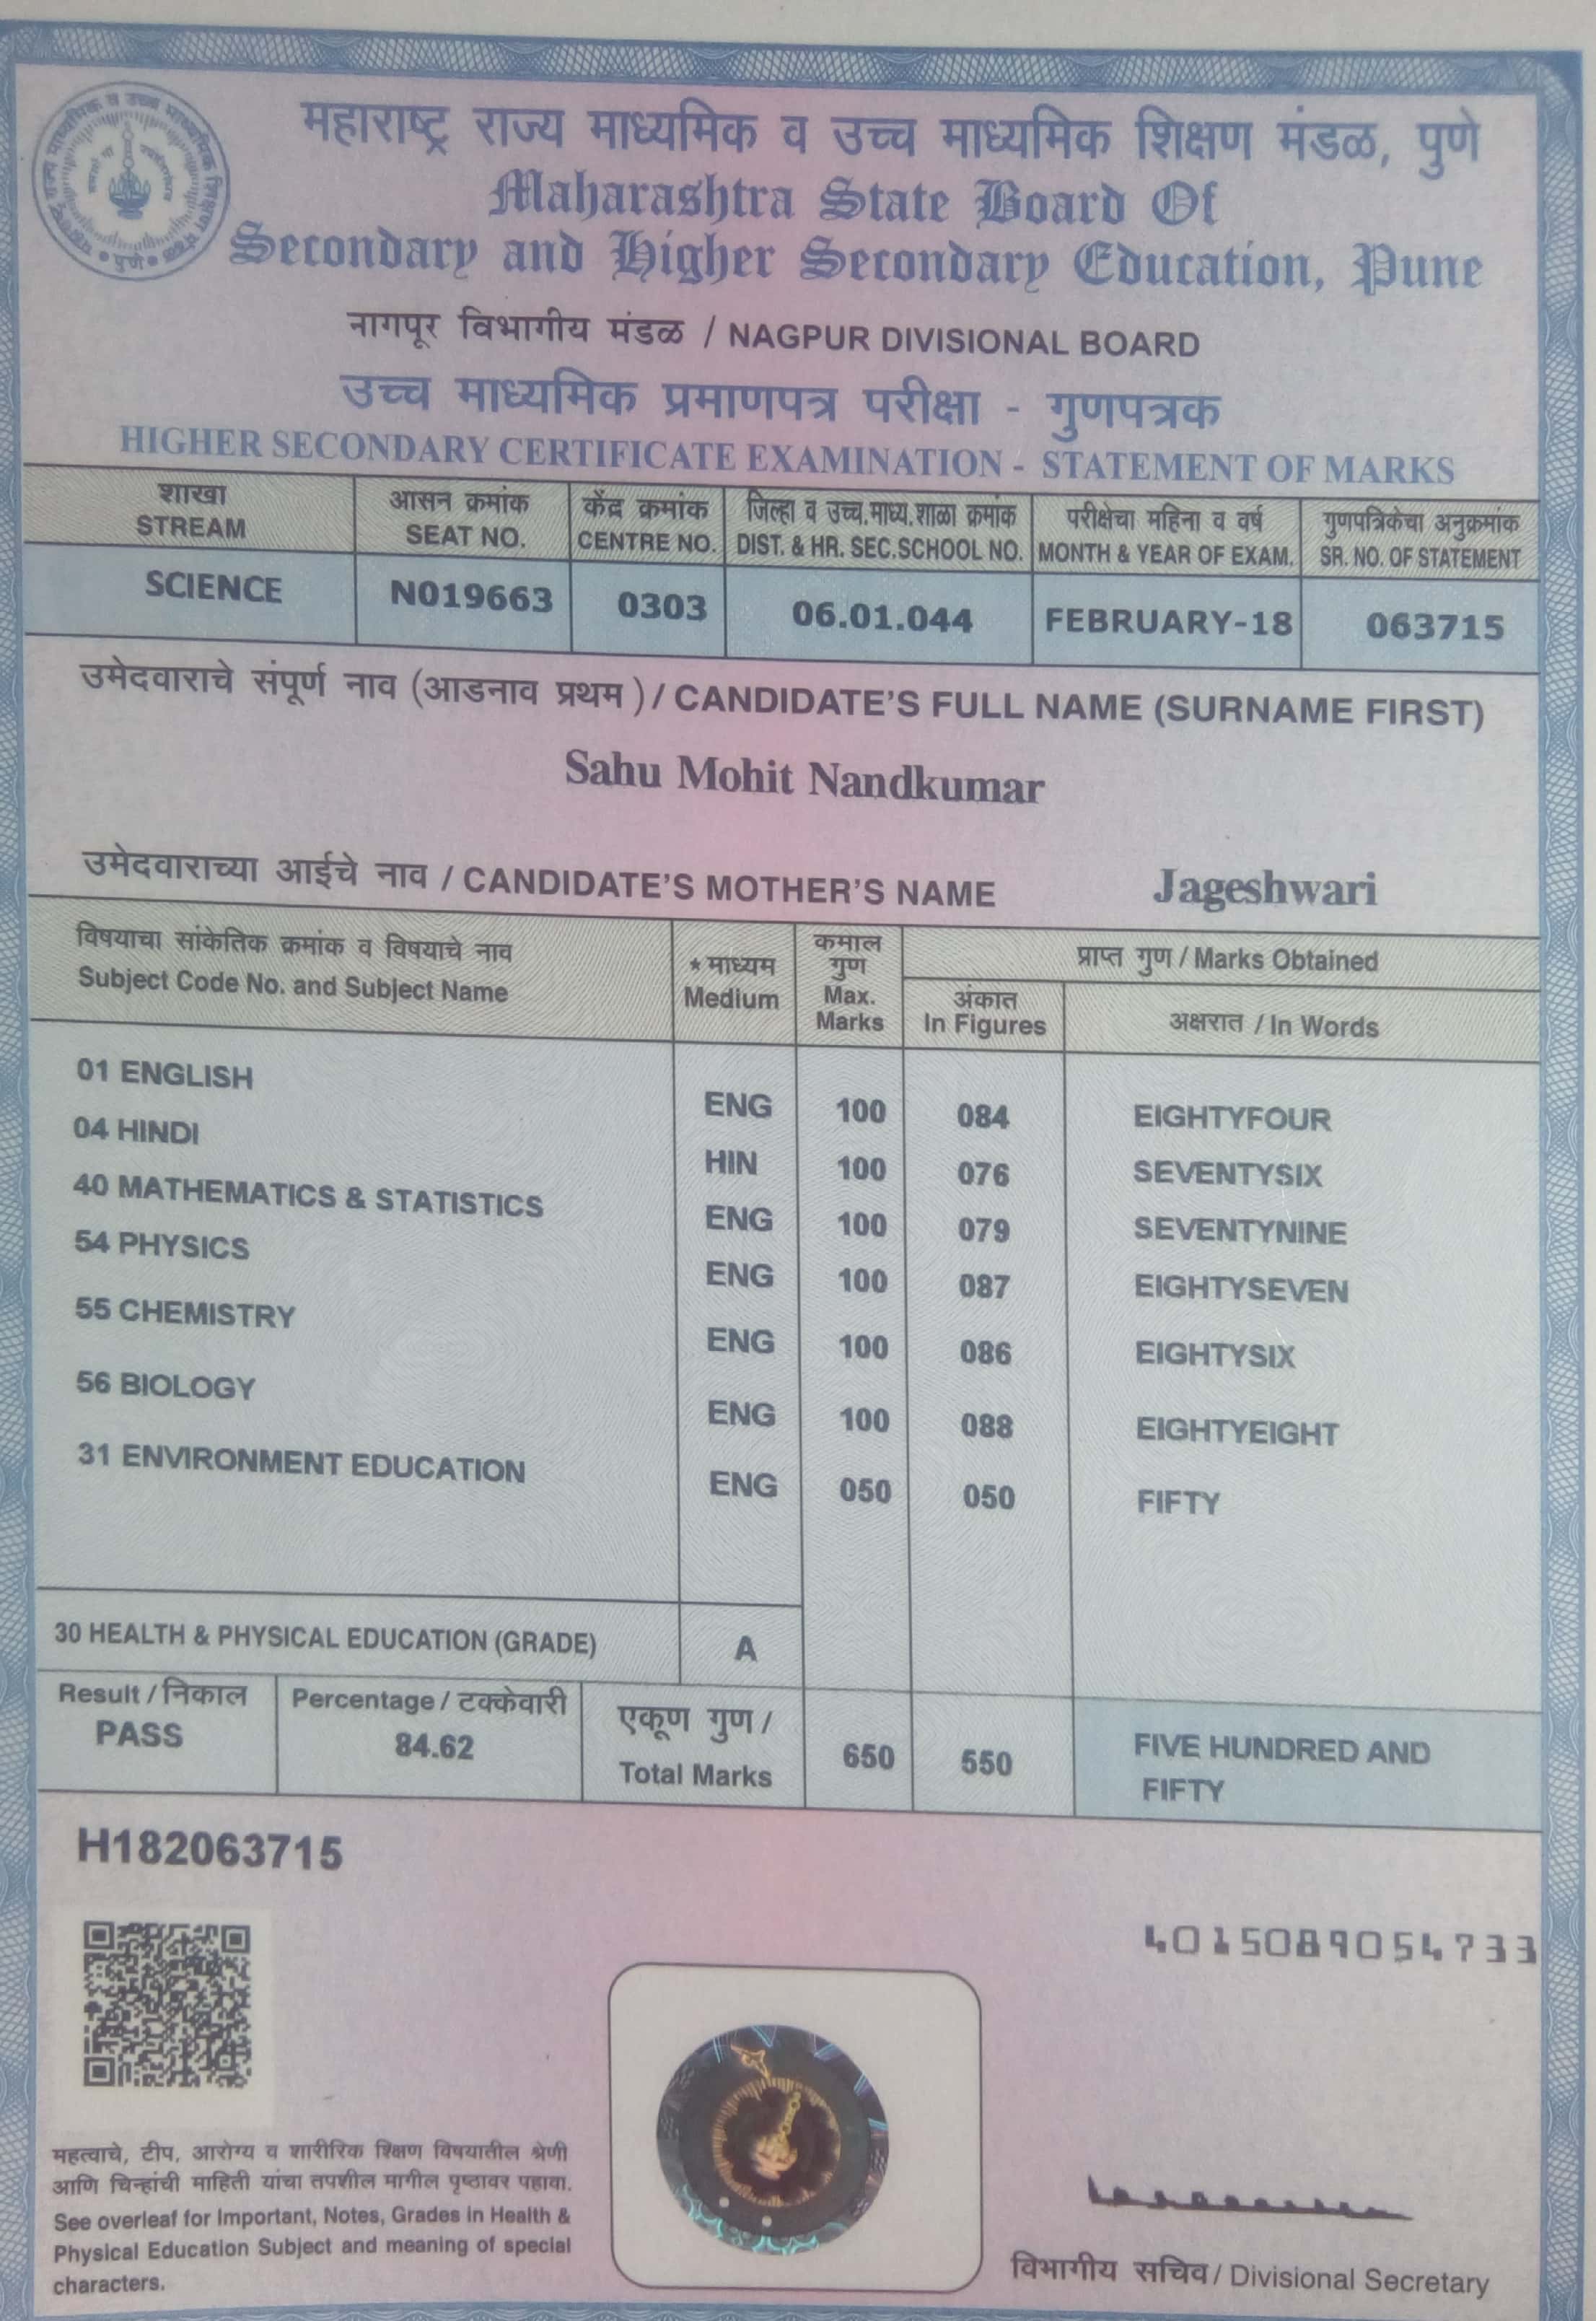 महाराष्ट्र राज्य माध्यमिक व उच्च माध्यमिक शिक्षण मंडळ, पुणे
Maharashtra State Board Of
Secondary and Higher Secondary Education, Pune
नागपूर विभागीय मंडळ / NAGPUR DIVISIONAL BOARD
उच्च माध्यमिक प्रमाणपत्र परीक्षा - गुणपत्रक
HIGHER SECONDARY CERTIFICATE EXAMINATION - STATEMENT OF MARKS
शाखा आसन क्रमांक केंद्र क्रमांक जिल्हा व उच्च.माध्य.शाळा क्रमांक परीक्षेचा महिना व वर्ष गुणपत्रिकेचा अनुक्रमांक
STREAM SEAT NO. CENTRE NO. DIST. & HR. SEC.SCHOOL NO. MONTH & YEAR OF EXAM. SR. NO. OF STATEMENT
SCIENCE N019663 0303 06.01.044 FEBRUARY-18 063715
उमेदवाराचे संपूर्ण नाव (आडनाव प्रथम) / CANDIDATE'S FULL NAME (SURNAME FIRST)
Sahu Mohit Nandkumar
उमेदवाराच्या आईचे नाव / CANDIDATE'S MOTHER'S NAME Jageshwari
विषयाचा सांकेतिक क्रमांक व विषयाचे नाव
Subject Code No. and Subject Name
* माध्यम
Medium
कमाल
गुण
Max.
Marks
प्राप्त गुण / Marks Obtained
अंकात
In Figures
अक्षरात / In Words
01 ENGLISH ENG 100 084 EIGHTYFOUR
04 HINDI HIN 100 076 SEVENTYSIX
40 MATHEMATICS & STATISTICS ENG 100 079 SEVENTYNINE
54 PHYSICS ENG 100 087 EIGHTYSEVEN
55 CHEMISTRY ENG 100 086 EIGHTYSIX
56 BIOLOGY ENG 100 088 EIGHTYEIGHT
31 ENVIRONMENT EDUCATION ENG 050 050 FIFTY
30 HEALTH & PHYSICAL EDUCATION (GRADE) A
Result / निकाल
PASS
Percentage / टक्केवारी
84.62
एकूण गुण /
Total Marks
650 550 FIVE HUNDRED AND
FIFTY
H182063715
4015089054733
महत्वाचे, टीप, आरोग्य व शारीरिक शिक्षण विषयातील श्रेणी
आणि चिन्हांची माहिती यांचा तपशील मागील पृष्ठावर पहावा.
See overleaf for Important, Notes, Grades in Health &
Physical Education Subject and meaning of special
characters.
विभागीय सचिव / Divisional Secretary